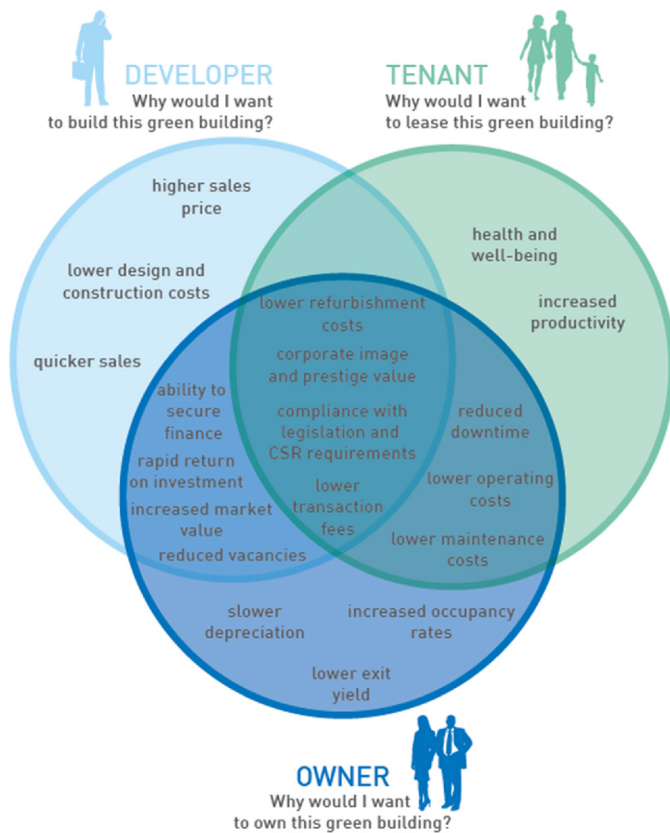 DEVELOPER
Why would I want
to build this green building?
TENANT
Why would I want
to lease this green building?
higher sales
price
lower design and
construction costs
quicker sales
health and
well-being
increased
productivity
lower refurbishment
costs
corporate image
and prestige value
compliance with
legislation and
CSR requirements
lower
transaction
fees
ability to
secure
finance
rapid return
on investment
increased market
value
reduced vacancies
reduced
downtime
lower operating
costs
lower maintenance
costs
slower
depreciation
increased occupancy
rates
lower exit
yield
OWNER
Why would I want
to own this green building?